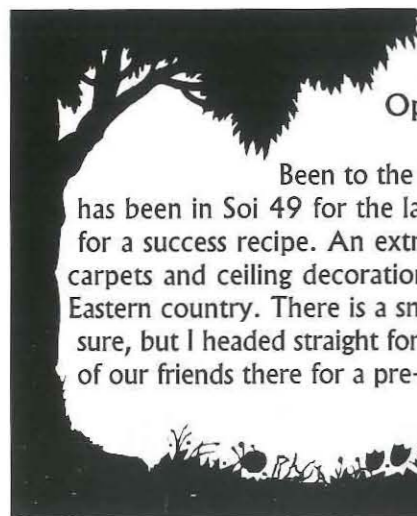 Op
Been to the
has been in Soi 49 for the la
for a success recipe. An extr
carpets and ceiling decoration
Eastern country. There is a sn
sure, but I headed straight for
of our friends there for a pre-